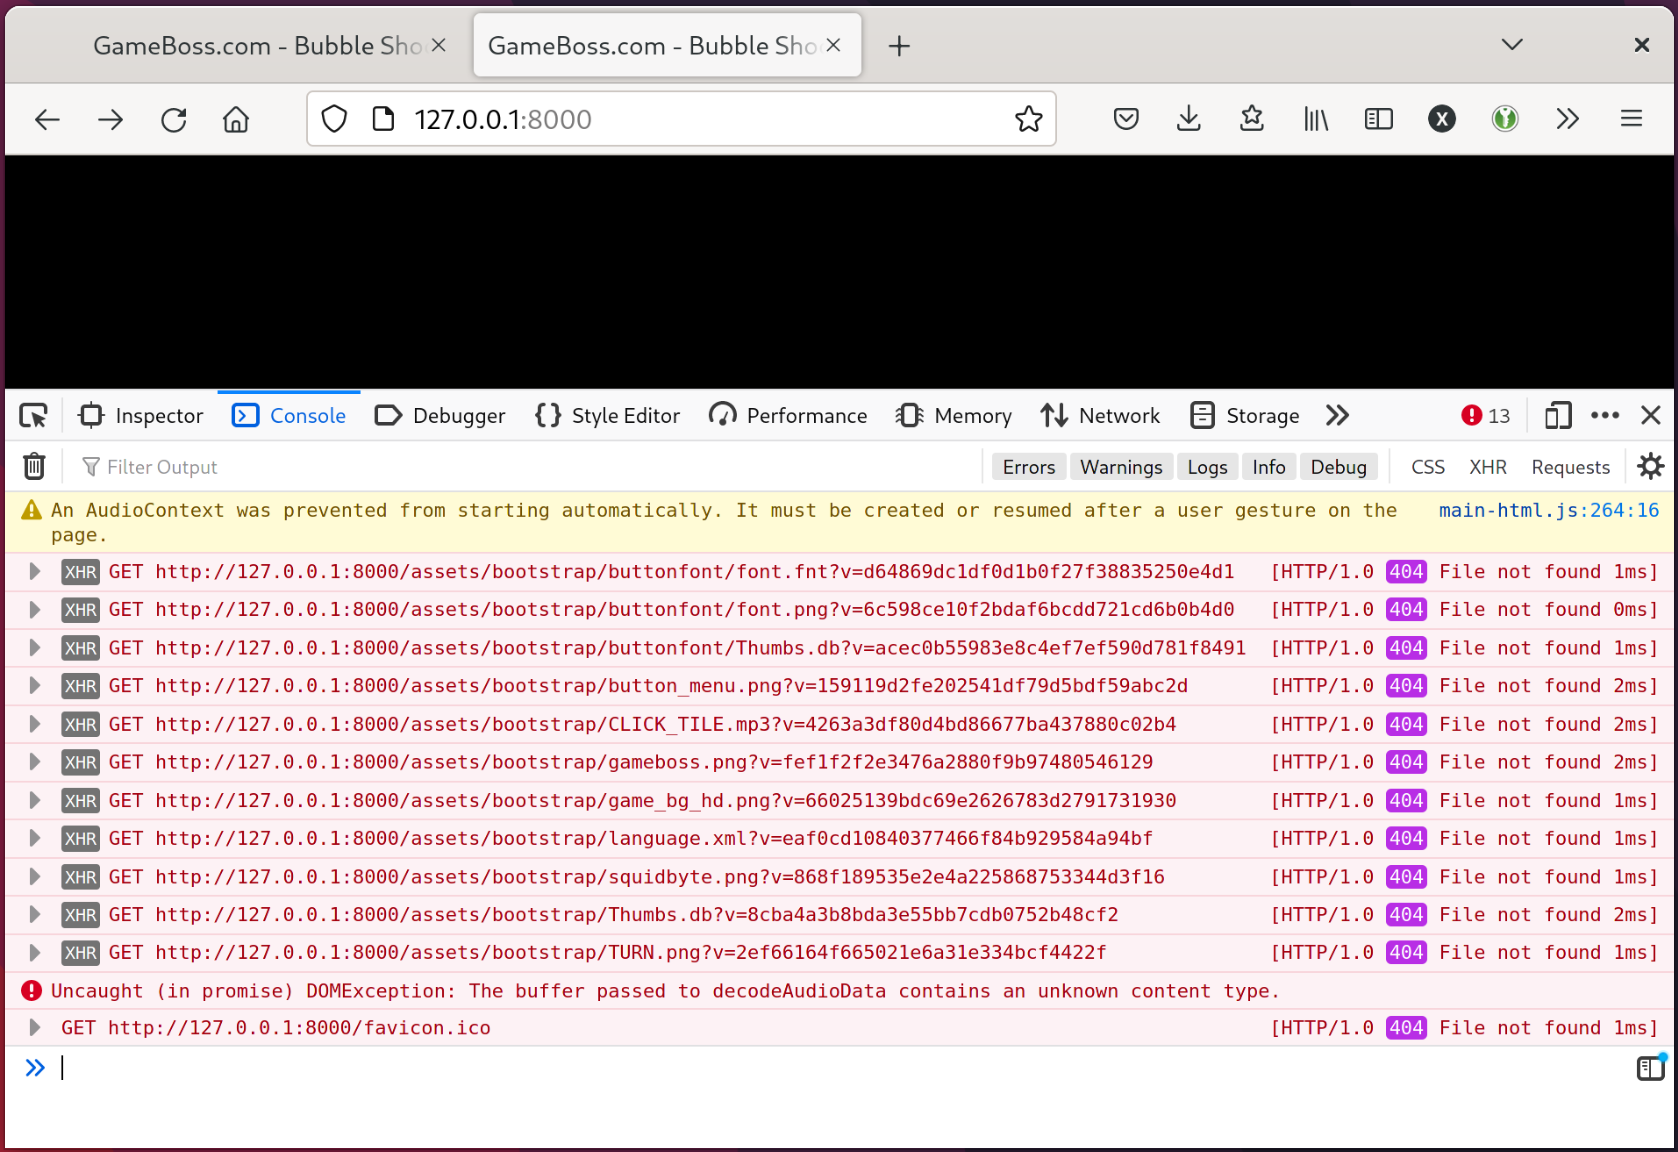 GameBoss.com - Bubble Sho
GameBoss.com - Bubble Sho
127.0.0.1:8000
Inspector Console Debugger Style Editor Performance Memory Network Storage 13
Filter Output Errors Warnings Logs Info Debug CSS XHR Requests
An AudioContext was prevented from starting automatically. It must be created or resumed after a user gesture on the main-html.js:264:16
page.
XHR GET http://127.0.0.1:8000/assets/bootstrap/buttonfont/font.fnt?v=d64869dc1df0d1b0f27f38835250e4d1 [HTTP/1.0 404 File not found 1ms]
XHR GET http://127.0.0.1:8000/assets/bootstrap/buttonfont/font.png?v=6c598ce10f2bdaf6bcdd721cd6b0b4d0 [HTTP/1.0 404 File not found 0ms]
XHR GET http://127.0.0.1:8000/assets/bootstrap/buttonfont/Thumbs.db?v=acec0b55983e8c4ef7ef590d781f8491 [HTTP/1.0 404 File not found 1ms]
XHR GET http://127.0.0.1:8000/assets/bootstrap/button_menu.png?v=159119d2fe202541df79d5bdf59abc2d [HTTP/1.0 404 File not found 2ms]
XHR GET http://127.0.0.1:8000/assets/bootstrap/CLICK_TILE.mp3?v=4263a3df80d4bd86677ba437880c02b4 [HTTP/1.0 404 File not found 2ms]
XHR GET http://127.0.0.1:8000/assets/bootstrap/gameboss.png?v=fef1f2f2e3476a2880f9b97480546129 [HTTP/1.0 404 File not found 2ms]
XHR GET http://127.0.0.1:8000/assets/bootstrap/game_bg_hd.png?v=66025139bdc69e2626783d2791731930 [HTTP/1.0 404 File not found 1ms]
XHR GET http://127.0.0.1:8000/assets/bootstrap/language.xml?v=eaf0cd10840377466f84b929584a94bf [HTTP/1.0 404 File not found 1ms]
XHR GET http://127.0.0.1:8000/assets/bootstrap/squidbyte.png?v=868f189535e2e4a225868753344d3f16 [HTTP/1.0 404 File not found 1ms]
XHR GET http://127.0.0.1:8000/assets/bootstrap/Thumbs.db?v=8cba4a3b8bda3e55bb7cdb0752b48cf2 [HTTP/1.0 404 File not found 2ms]
XHR GET http://127.0.0.1:8000/assets/bootstrap/TURN.png?v=2ef66164f665021e6a31e334bcf4422f [HTTP/1.0 404 File not found 1ms]
Uncaught (in promise) DOMException: The buffer passed to decodeAudioData contains an unknown content type.
GET http://127.0.0.1:8000/favicon.ico [HTTP/1.0 404 File not found 1ms]